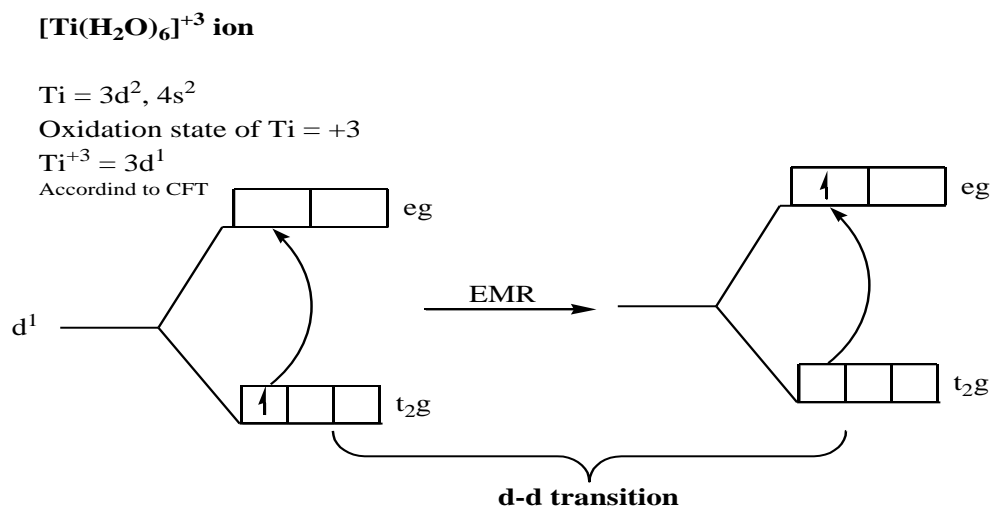 [Ti(H₂O)₆]⁺³ ion
Ti = 3d², 4s²
Oxidation state of Ti = +3
Ti⁺³ = 3d¹
Accordind to CFT
eg
eg
EMR
d¹
t₂g
t₂g
d-d transition